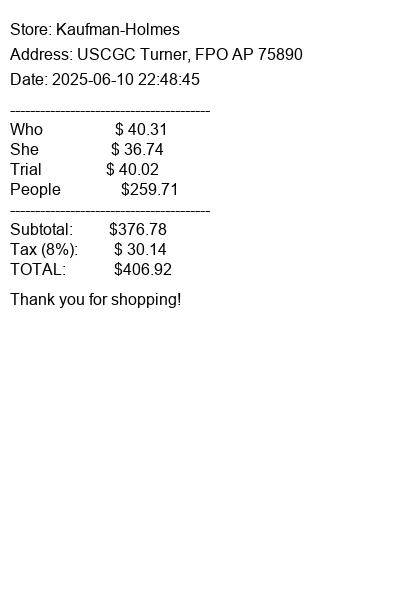 Store: Kaufman-Holmes
Address: USCGC Turner, FPO AP 75890
Date: 2025-06-10 22:48:45
----------------------------------------
Who $ 40.31
She $ 36.74
Trial $ 40.02
People $259.71
----------------------------------------
Subtotal: $376.78
Tax (8%): $ 30.14
TOTAL: $406.92
Thank you for shopping!